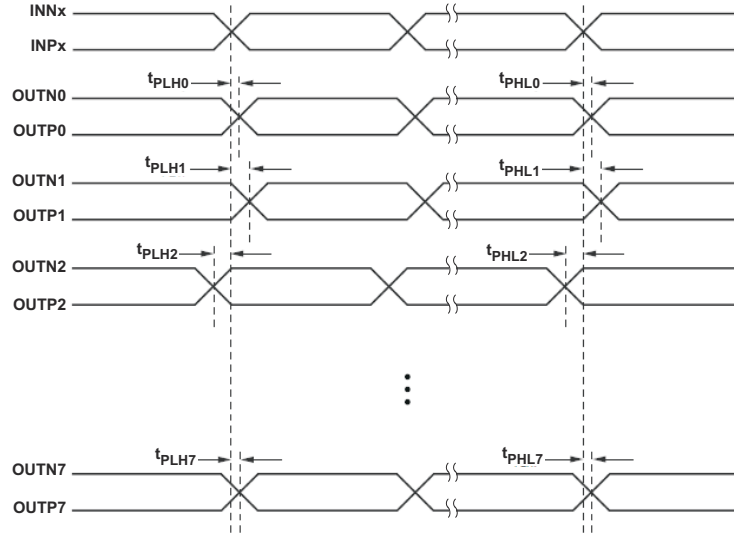 INNx
INPx
tPLH0
tPHL0
OUTN0
OUTP0
tPLH1
tPHL1
OUTN1
OUTP1
tPLH2
tPHL2
OUTN2
OUTP2
tPLH7
tPHL7
OUTN7
OUTP7